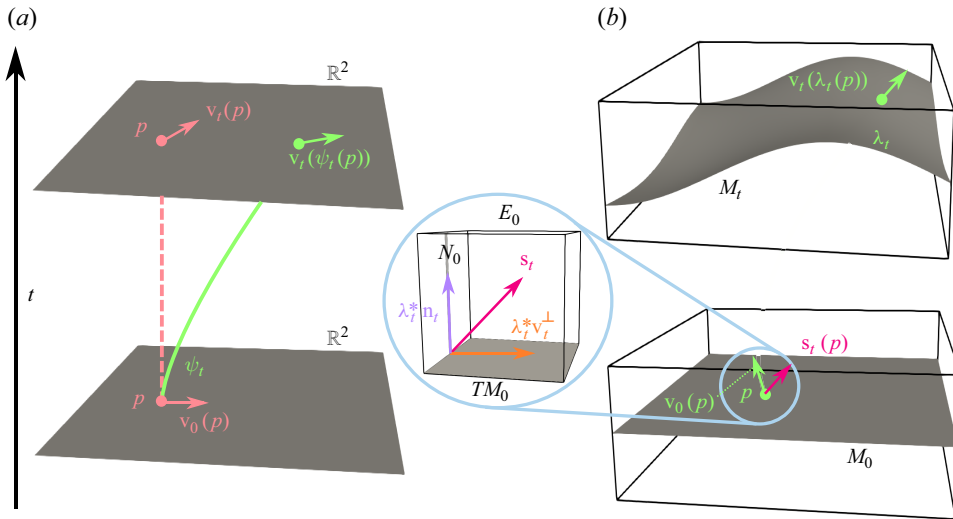 (a)
ℝ²
v_t(p)
p
v_t(ψ_t(p))
t
ℝ²
ψ_t
p
v_0(p)
E_0
N_0
s_t
λ_t^* n_t
λ_t^* v_t^⊥
TM_0
(b)
v_t(λ_t(p))
λ_t
M_t
s_t(p)
v_0(p)
p
M_0